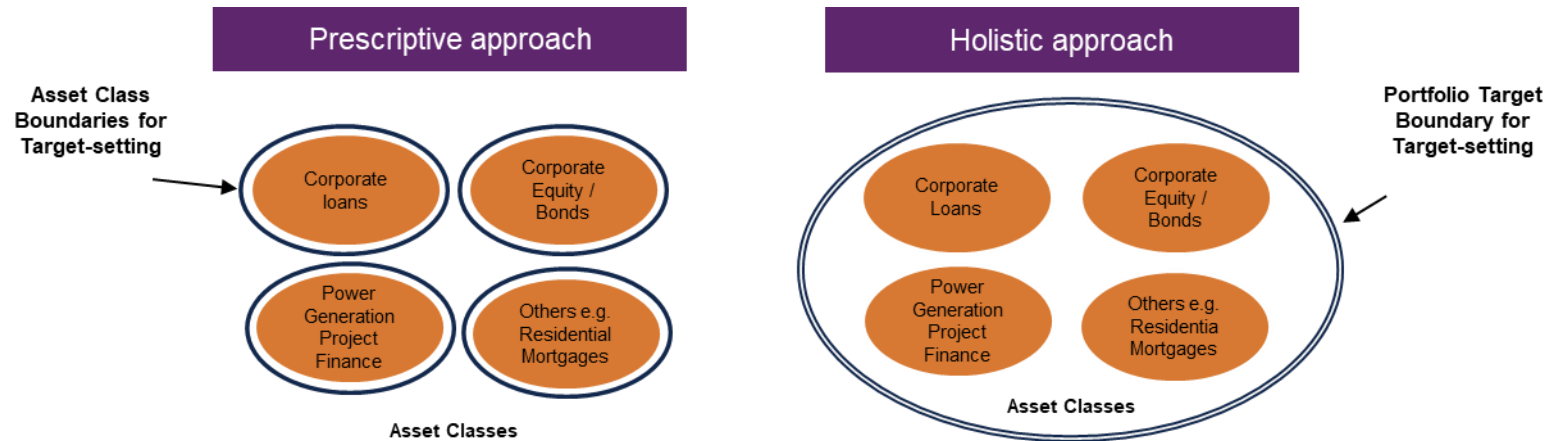 Prescriptive approach
Asset Class
Boundaries for
Target-setting
Corporate
loans
Corporate
Equity /
Bonds
Power
Generation
Project
Finance
Others e.g.
Residential
Mortgages
Asset Classes
Holistic approach
Portfolio Target
Boundary for
Target-setting
Corporate
Loans
Corporate
Equity /
Bonds
Power
Generation
Project
Finance
Others e.g.
Residentia
Mortgages
Asset Classes